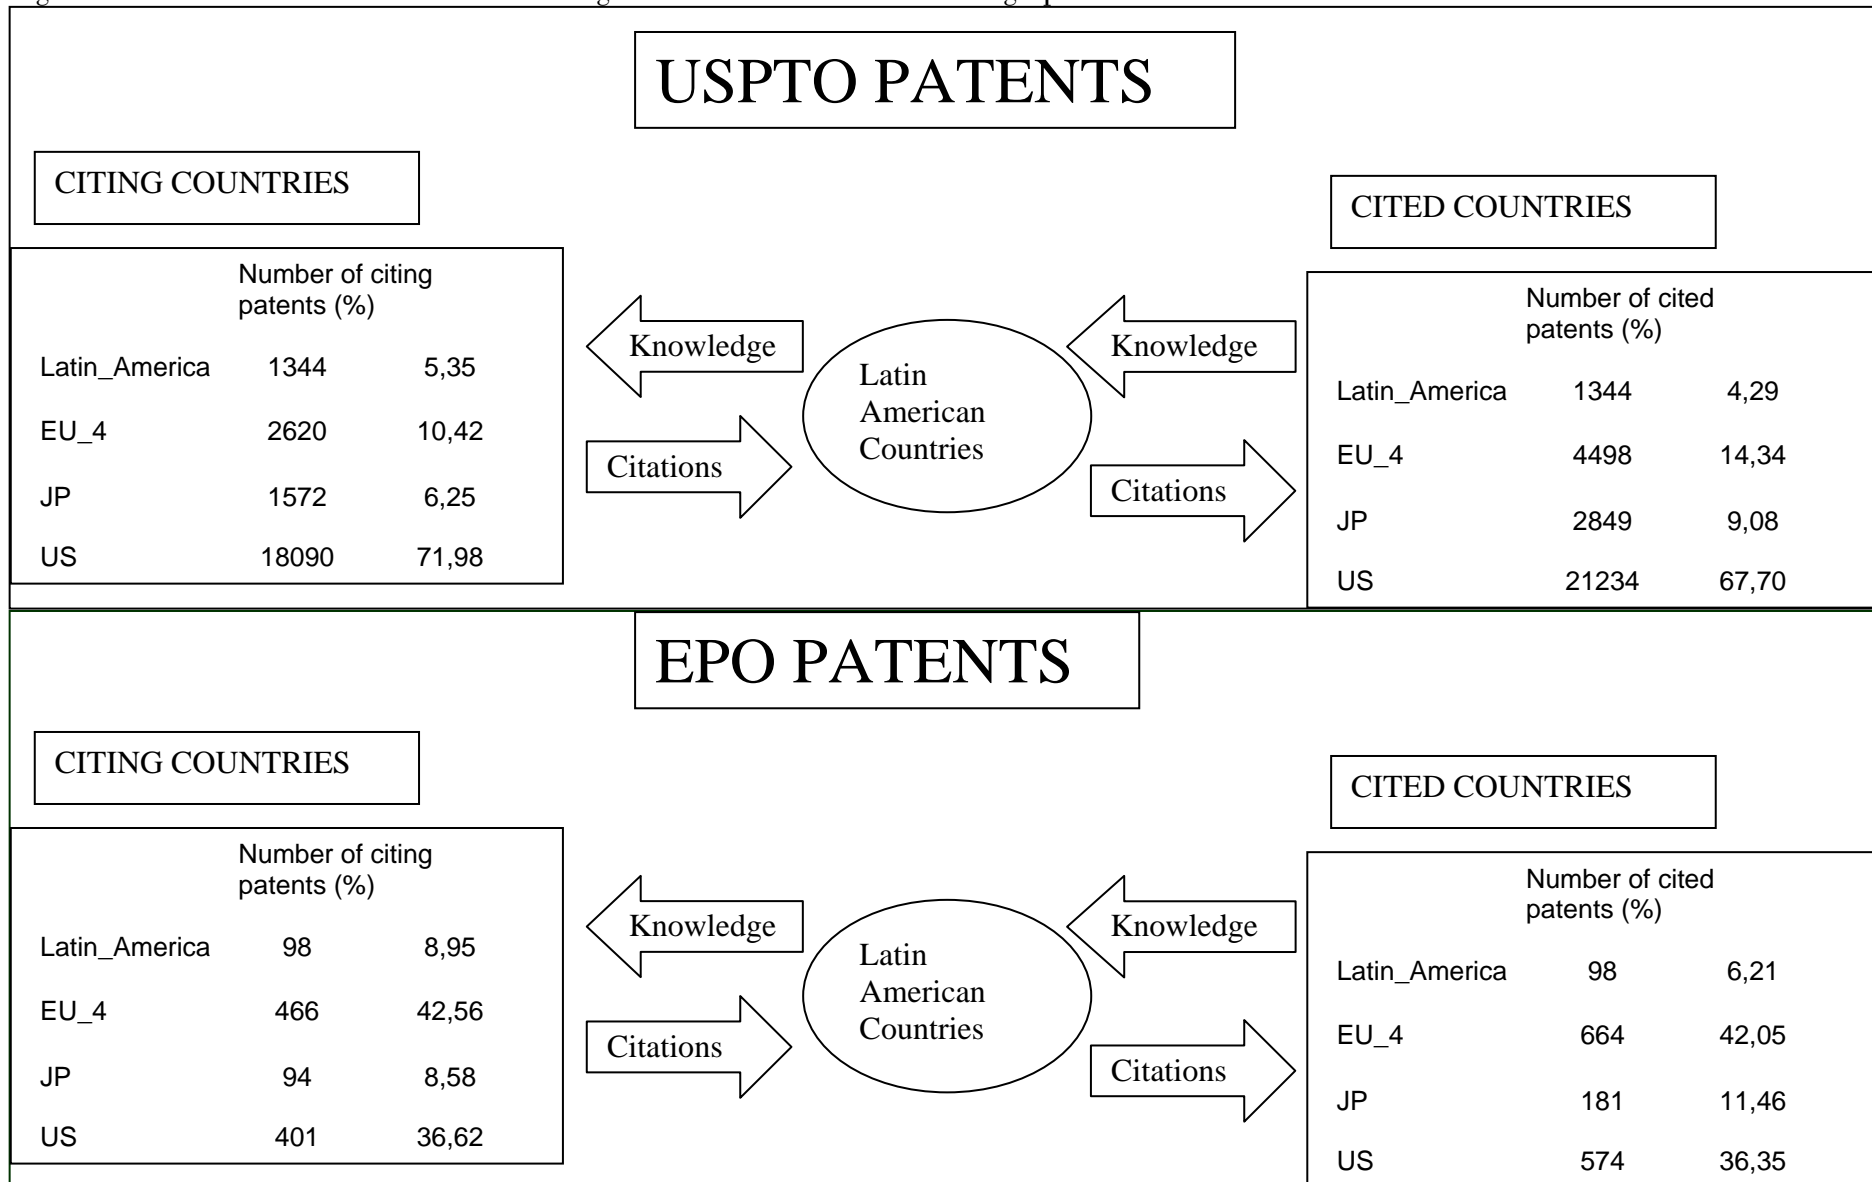 USPTO PATENTS
CITING COUNTRIES
CITED COUNTRIES
Number of citing
patents (%)
Latin_America 1344 5,35
EU_4 2620 10,42
JP 1572 6,25
US 18090 71,98
Knowledge
Citations
Latin
American
Countries
Knowledge
Citations
Number of cited
patents (%)
Latin_America 1344 4,29
EU_4 4498 14,34
JP 2849 9,08
US 21234 67,70
EPO PATENTS
CITING COUNTRIES
CITED COUNTRIES
Number of citing
patents (%)
Latin_America 98 8,95
EU_4 466 42,56
JP 94 8,58
US 401 36,62
Knowledge
Citations
Latin
American
Countries
Knowledge
Citations
Number of cited
patents (%)
Latin_America 98 6,21
EU_4 664 42,05
JP 181 11,46
US 574 36,35